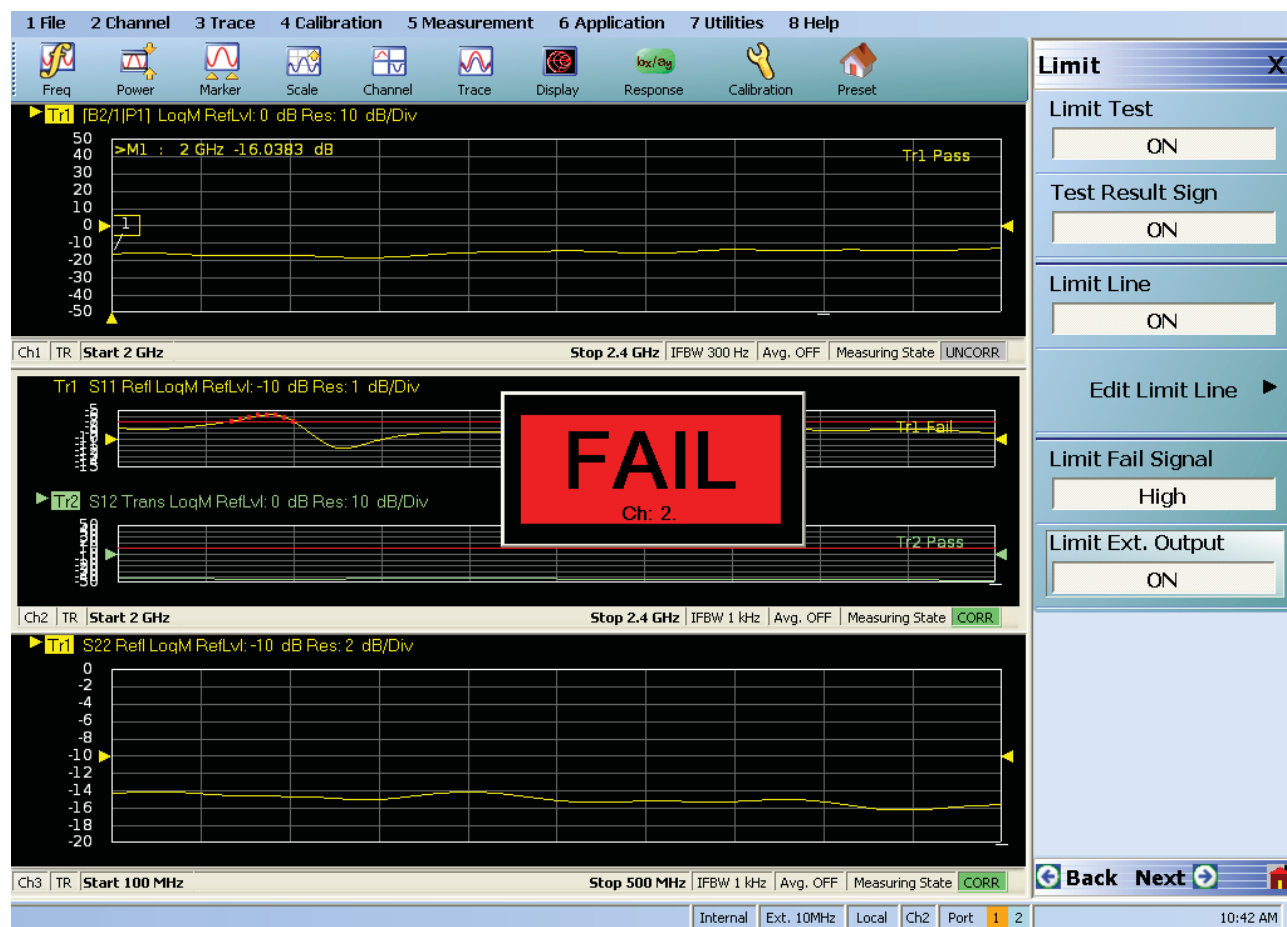 1 File 2 Channel 3 Trace 4 Calibration 5 Measurement 6 Application 7 Utilities 8 Help
Freq Power Marker Scale Channel Trace Display Response Calibration Preset
bx/ay
Tr1 [B2/1|P1] LogM RefLvl: 0 dB Res: 10 dB/Div
50
40
30
20
10
0
-10
-20
-30
-40
-50
>M1 : 2 GHz -16.0383 dB
Tr1 Pass
1
Ch1 TR Start 2 GHz Stop 2.4 GHz IFBW 300 Hz Avg. OFF Measuring State UNCORR
Tr1 S11 Refl LogM RefLvl: -10 dB Res: 1 dB/Div
-5
-15
Tr1 Fail
FAIL
Ch: 2.
Tr2 S12 Trans LogM RefLvl: 0 dB Res: 10 dB/Div
50
-50
Tr2 Pass
Ch2 TR Start 2 GHz Stop 2.4 GHz IFBW 1 kHz Avg. OFF Measuring State CORR
Tr1 S22 Refl LogM RefLvl: -10 dB Res: 2 dB/Div
0
-2
-4
-6
-8
-10
-12
-14
-16
-18
-20
Ch3 TR Start 100 MHz Stop 500 MHz IFBW 1 kHz Avg. OFF Measuring State CORR
Limit X
Limit Test
ON
Test Result Sign
ON
Limit Line
ON
Edit Limit Line
Limit Fail Signal
High
Limit Ext. Output
ON
Back Next
Internal Ext. 10MHz Local Ch2 Port 1 2 10:42 AM